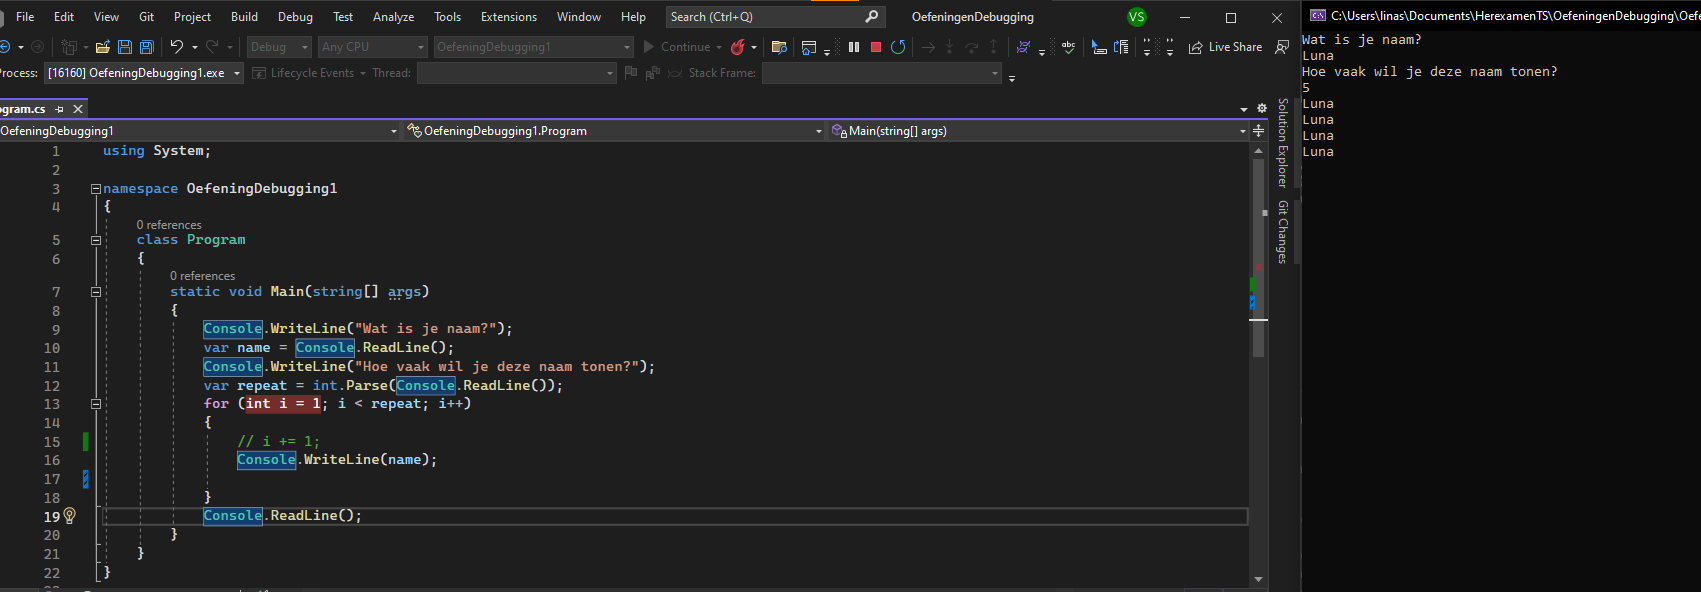 File Edit View Git Project Build Debug Test Analyze Tools Extensions Window Help Search (Ctrl+Q) OefeningenDebugging VS
Debug Any CPU OefeningDebugging1 Continue Live Share
rocess: [16160] OefeningDebugging1.exe Lifecycle Events Thread: Stack Frame:
ogram.cs
OefeningDebugging1 OefeningDebugging1.Program Main(string[] args)
1 using System;
2
3 namespace OefeningDebugging1
4 {
0 references
5 class Program
6 {
0 references
7 static void Main(string[] args)
8 {
9 Console.WriteLine("Wat is je naam?");
10 var name = Console.ReadLine();
11 Console.WriteLine("Hoe vaak wil je deze naam tonen?");
12 var repeat = int.Parse(Console.ReadLine());
13 for (int i = 1; i < repeat; i++)
14 {
15 // i += 1;
16 Console.WriteLine(name);
17
18 }
19 Console.ReadLine();
20 }
21 }
22 }
Solution Explorer
Git Changes
C:\Users\linas\Documents\HerexamenTS\OefeningenDebugging\Oefe
Wat is je naam?
Luna
Hoe vaak wil je deze naam tonen?
5
Luna
Luna
Luna
Luna